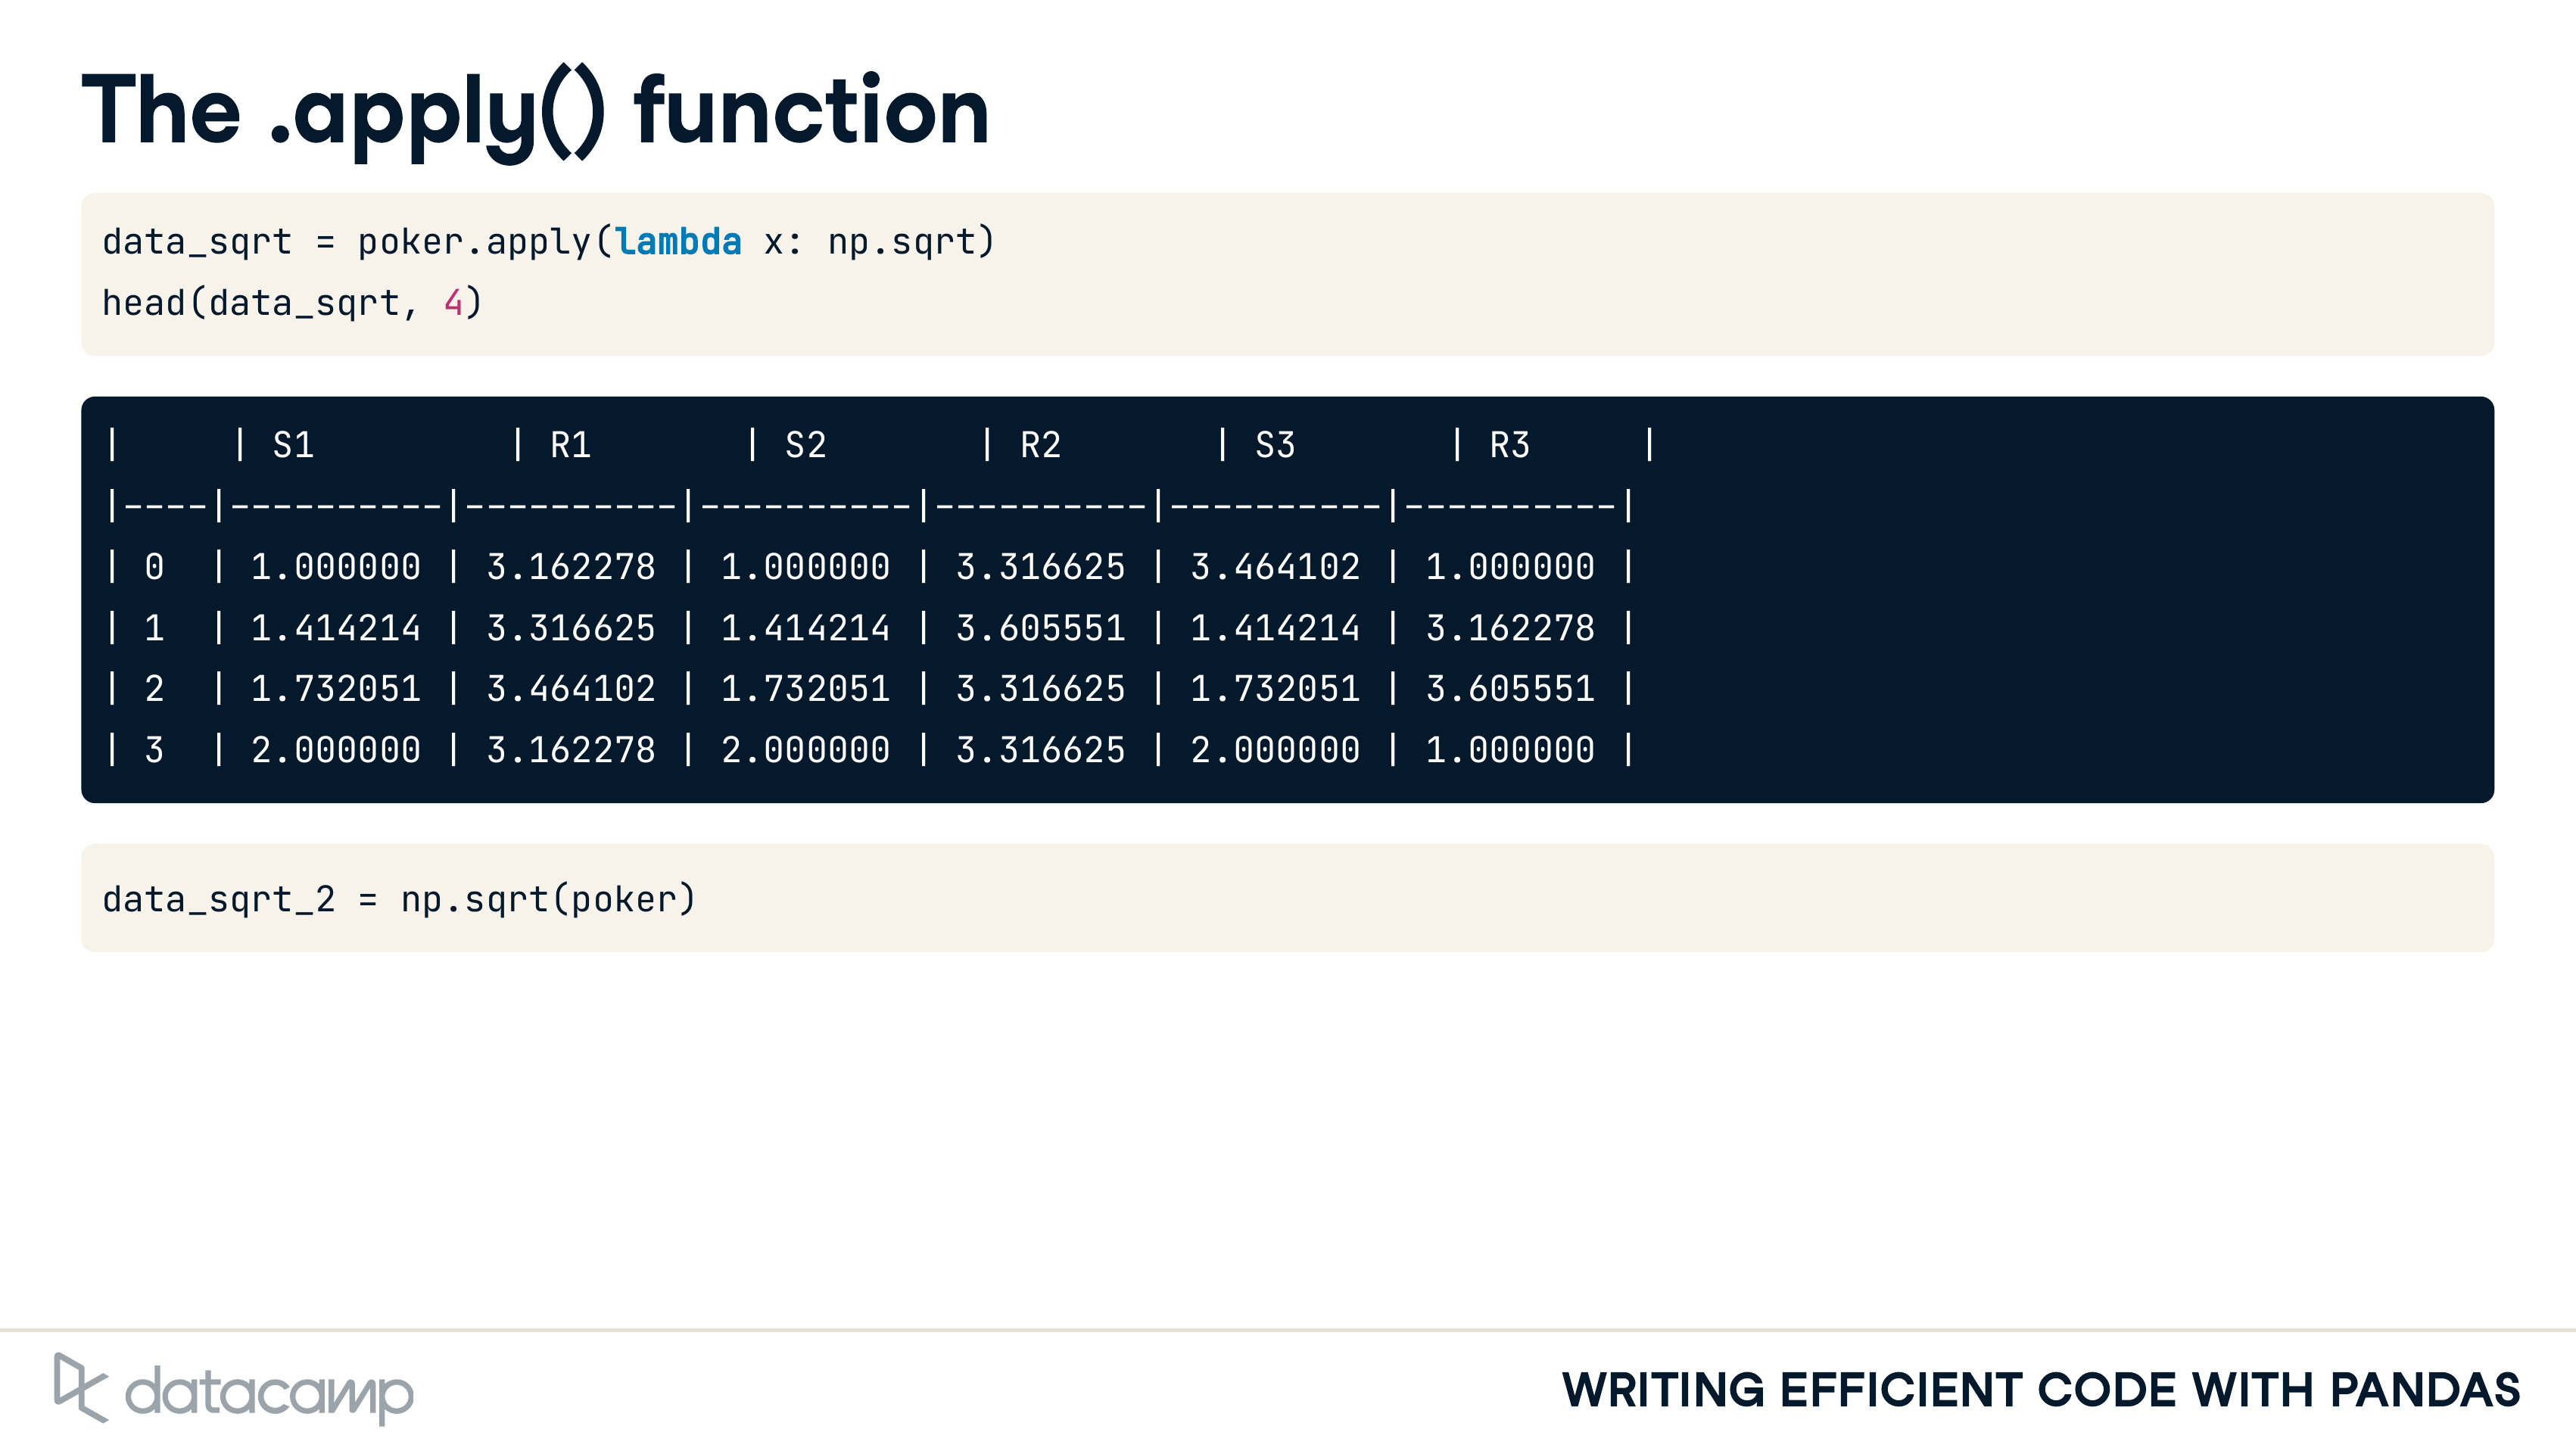 The .apply() function
data_sqrt = poker.apply(lambda x: np.sqrt)
head(data_sqrt, 4)
|     | S1         | R1       | S2       | R2       | S3       | R3     |
|----|----------|----------|----------|----------|----------|----------|
| 0  | 1.000000 | 3.162278 | 1.000000 | 3.316625 | 3.464102 | 1.000000 |
| 1  | 1.414214 | 3.316625 | 1.414214 | 3.605551 | 1.414214 | 3.162278 |
| 2  | 1.732051 | 3.464102 | 1.732051 | 3.316625 | 1.732051 | 3.605551 |
| 3  | 2.000000 | 3.162278 | 2.000000 | 3.316625 | 2.000000 | 1.000000 |
data_sqrt_2 = np.sqrt(poker)
datacamp
WRITING EFFICIENT CODE WITH PANDAS